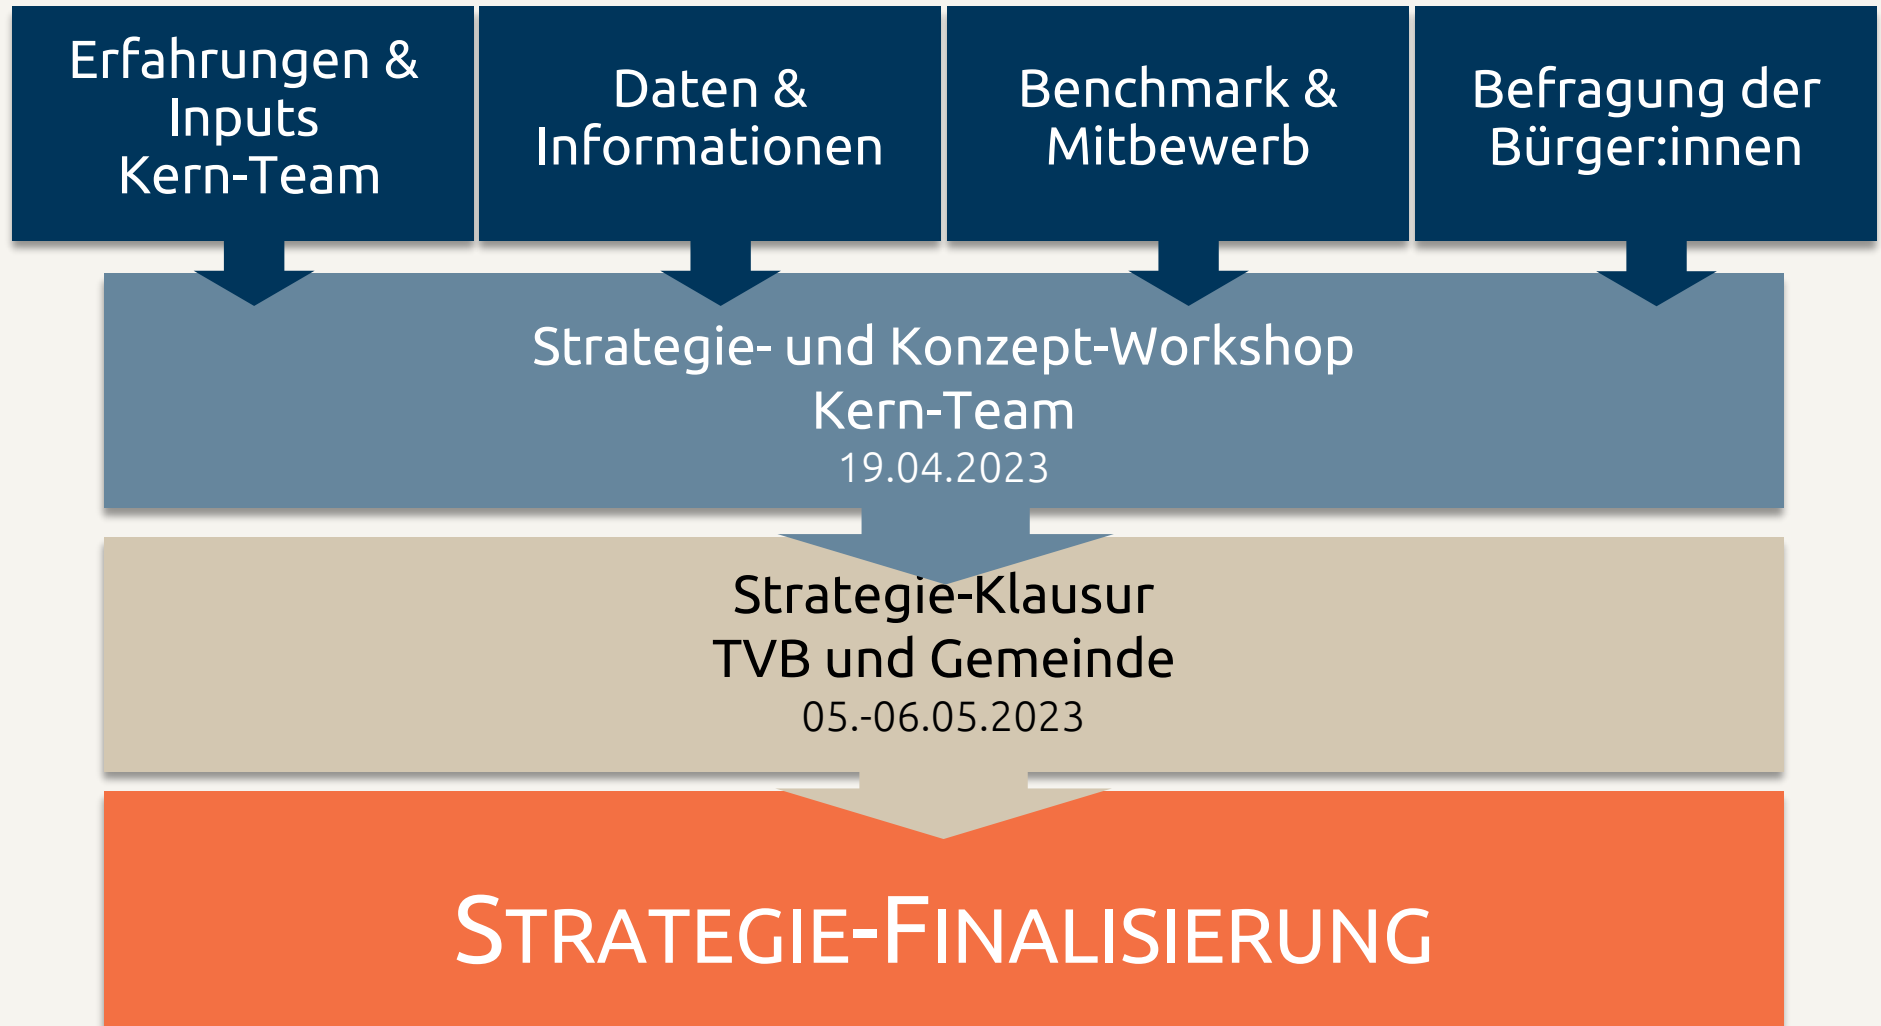 Erfahrungen &
Inputs
Kern-Team
Daten &
Informationen
Benchmark &
Mitbewerb
Befragung der
Bürger:innen
Strategie- und Konzept-Workshop
Kern-Team
19.04.2023
Strategie-Klausur
TVB und Gemeinde
05.-06.05.2023
STRATEGIE-FINALISIERUNG